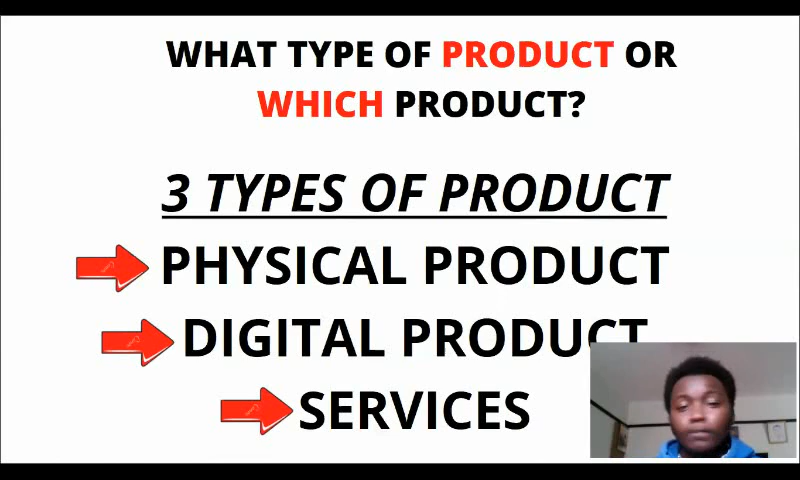 WHAT TYPE OF PRODUCT OR
WHICH PRODUCT?
3 TYPES OF PRODUCT
PHYSICAL PRODUCT
DIGITAL PRODUCT
SERVICES